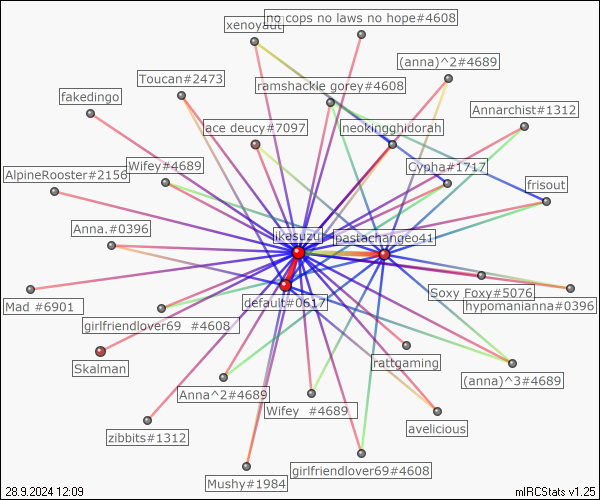 no cops no laws no hope#4608
xenoyaut
(anna)^2#4689
Toucan#2473
ramshackle gorey#4608
fakedingo
Annarchist#1312
ace deucy#7097
neokingghidorah
Wifey#4689
Cypha#1717
AlpineRooster#2156
frisout
Anna.#0396
ikasuzu
pastachangeo41
Soxy Foxy#5076
Mad #6901
default#0617
hypomanianna#0396
girlfriendlover69 #4608
rattgaming
Skalman
(anna)^3#4689
Anna^2#4689
Wifey #4689
avelicious
zibbits#1312
girlfriendlover69#4608
Mushy#1984
28.9.2024 12:09
mIRCStats v1.25